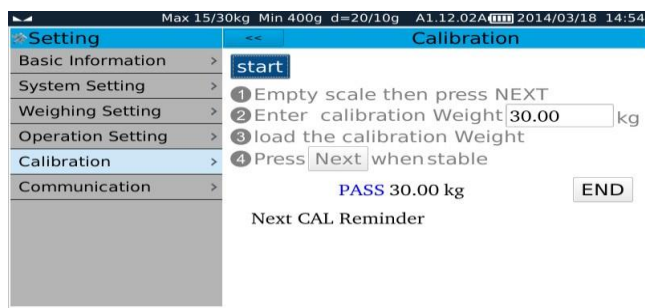 Max 15/30kg Min 400g d=20/10g A1.12.02A 2014/03/18 14:54
Setting
<< Calibration
Basic Information >
System Setting >
Weighing Setting >
Operation Setting >
Calibration >
Communication >
start
1 Empty scale then press NEXT
2 Enter calibration Weight 30.00 kg
3 load the calibration Weight
4 Press Next when stable
PASS 30.00 kg END
Next CAL Reminder